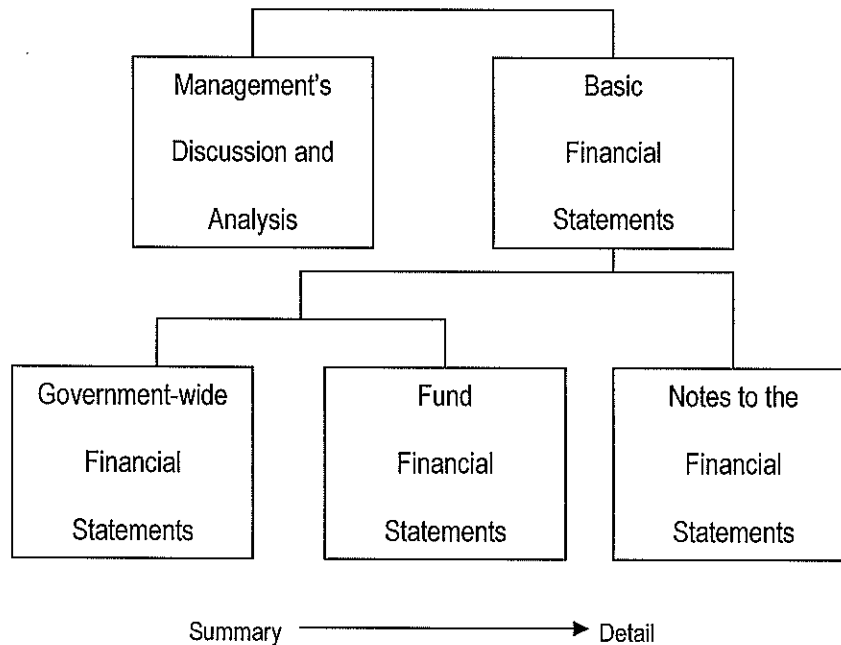 Management's
Discussion and
Analysis
Basic
Financial
Statements
Government-wide
Financial
Statements
Fund
Financial
Statements
Notes to the
Financial
Statements
Summary
Detail